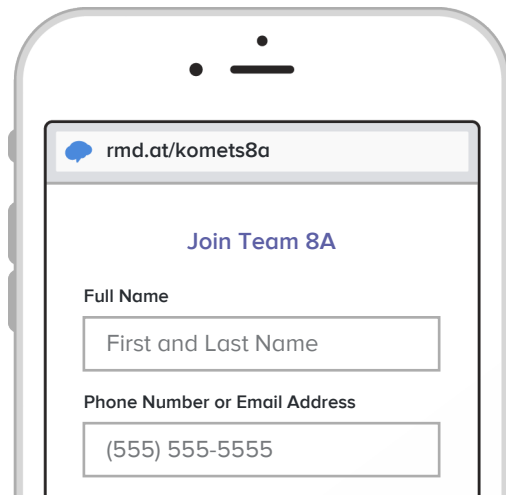 rmd.at/komets8a
Join Team 8A
Full Name
First and Last Name
Phone Number or Email Address
(555) 555-5555